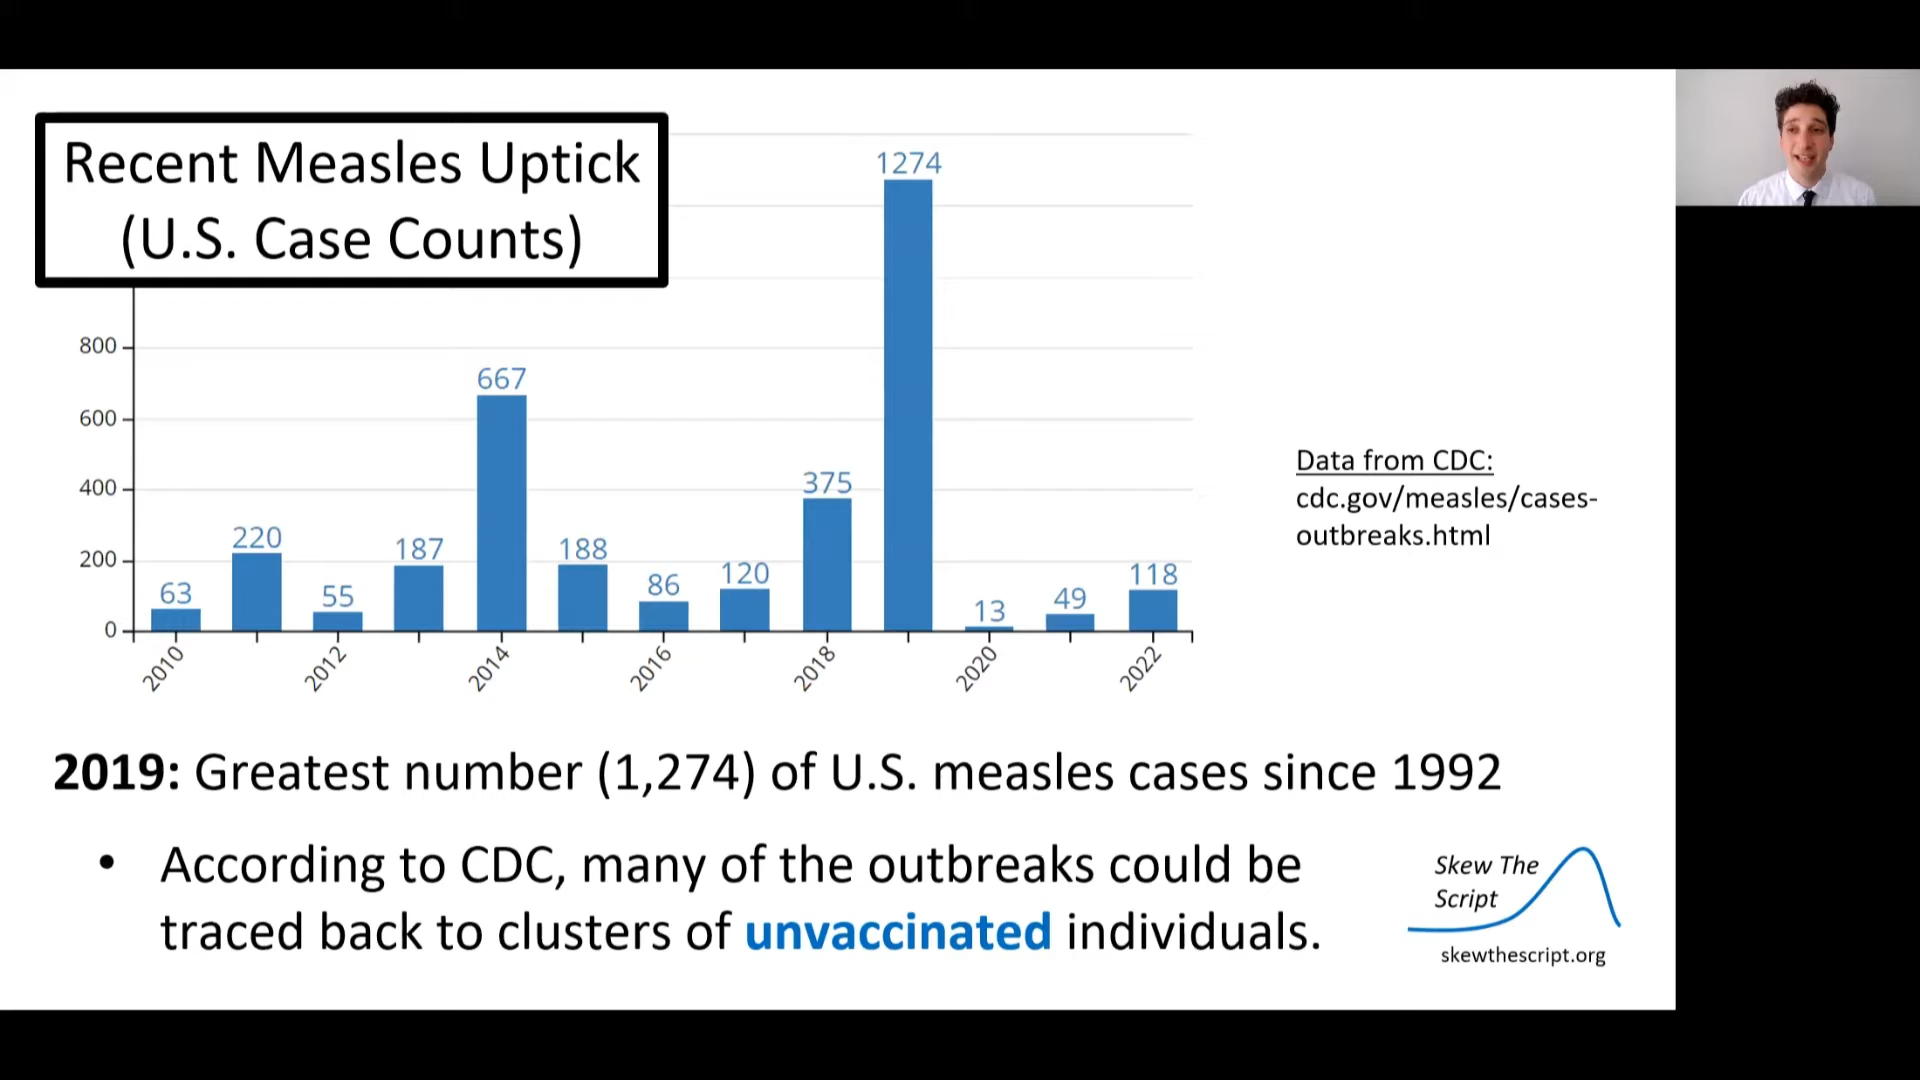 Recent Measles Uptick
(U.S. Case Counts)
1274
800
667
600
400
375
220
200
187
188
120
118
86
63
55
49
13
0
2010
2012
2014
2016
2018
2020
2022
Data from CDC:
cdc.gov/measles/cases-
outbreaks.html
2019: Greatest number (1,274) of U.S. measles cases since 1992
• According to CDC, many of the outbreaks could be
traced back to clusters of unvaccinated individuals.
Skew The
Script
skewthescript.org